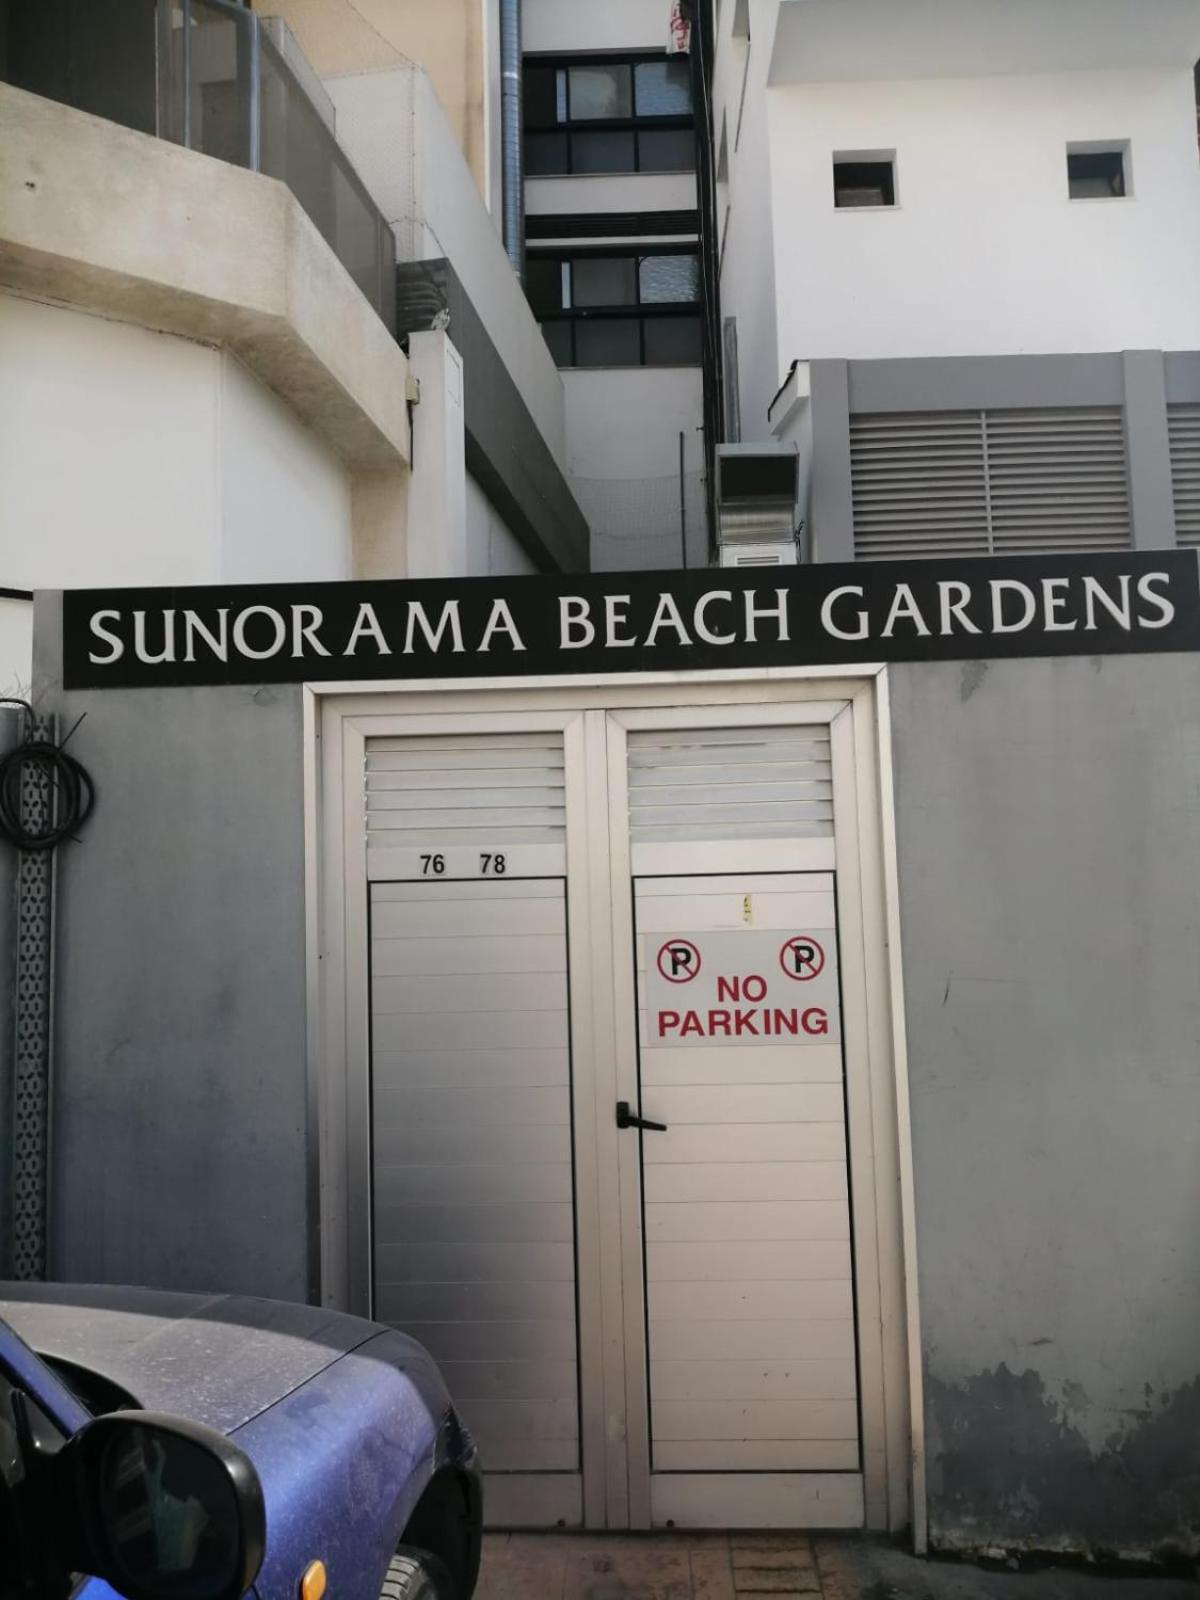 SUNORAMA BEACH GARDENS
76 78
P P
NO
PARKING